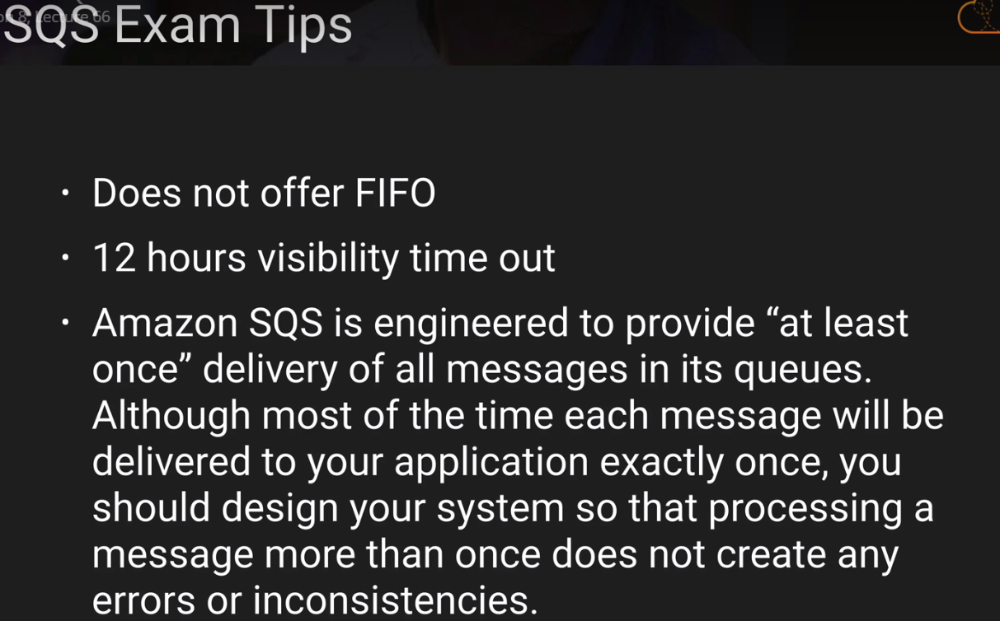 on 8, Lecture 66
SQS Exam Tips
• Does not offer FIFO
• 12 hours visibility time out
• Amazon SQS is engineered to provide “at least
once” delivery of all messages in its queues.
Although most of the time each message will be
delivered to your application exactly once, you
should design your system so that processing a
message more than once does not create any
errors or inconsistencies.